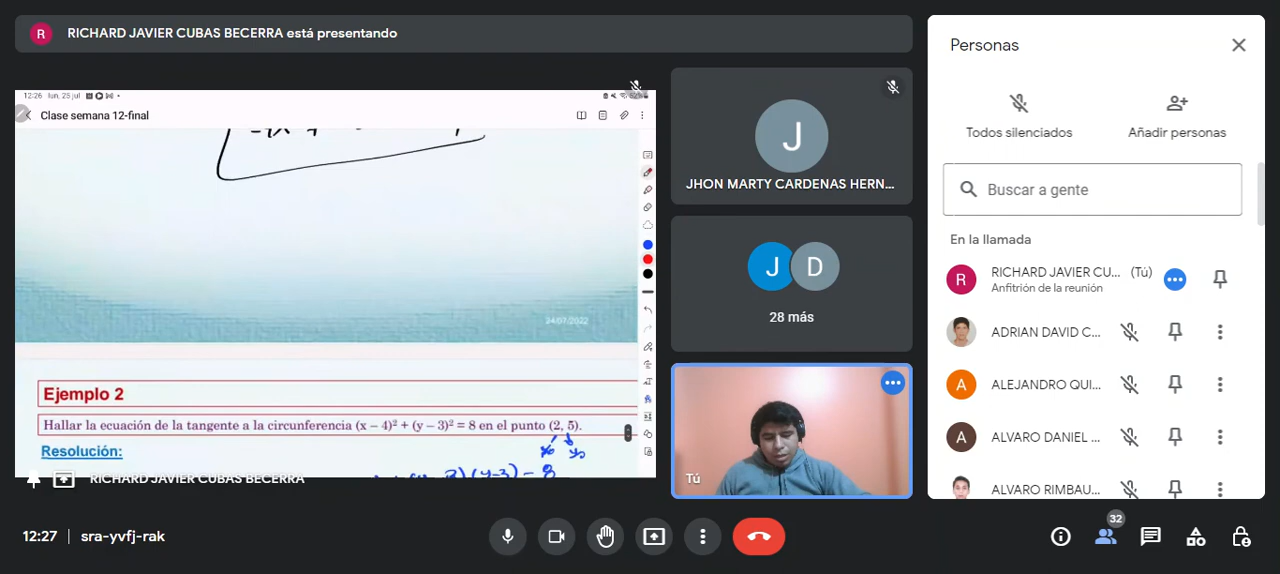 R RICHARD JAVIER CUBAS BECERRA está presentando
12:26 lun, 25 jul
Clase semana 12-final
24/07/2022
Ejemplo 2
Hallar la ecuación de la tangente a la circunferencia (x – 4)² + (y – 3)² = 8 en el punto (2, 5).
Resolución:
x₀ y₀
(y-3) = 8
RICHARD JAVIER CUBAS BECERRA
J
JHON MARTY CARDENAS HERN...
J D
28 más
Tú
Personas
Todos silenciados Añadir personas
Buscar a gente
En la llamada
R RICHARD JAVIER CU... (Tú)
Anfitrión de la reunión
ADRIAN DAVID C...
A ALEJANDRO QUI...
A ALVARO DANIEL ...
ALVARO RIMBAU...
12:27 | sra-yvfj-rak
32